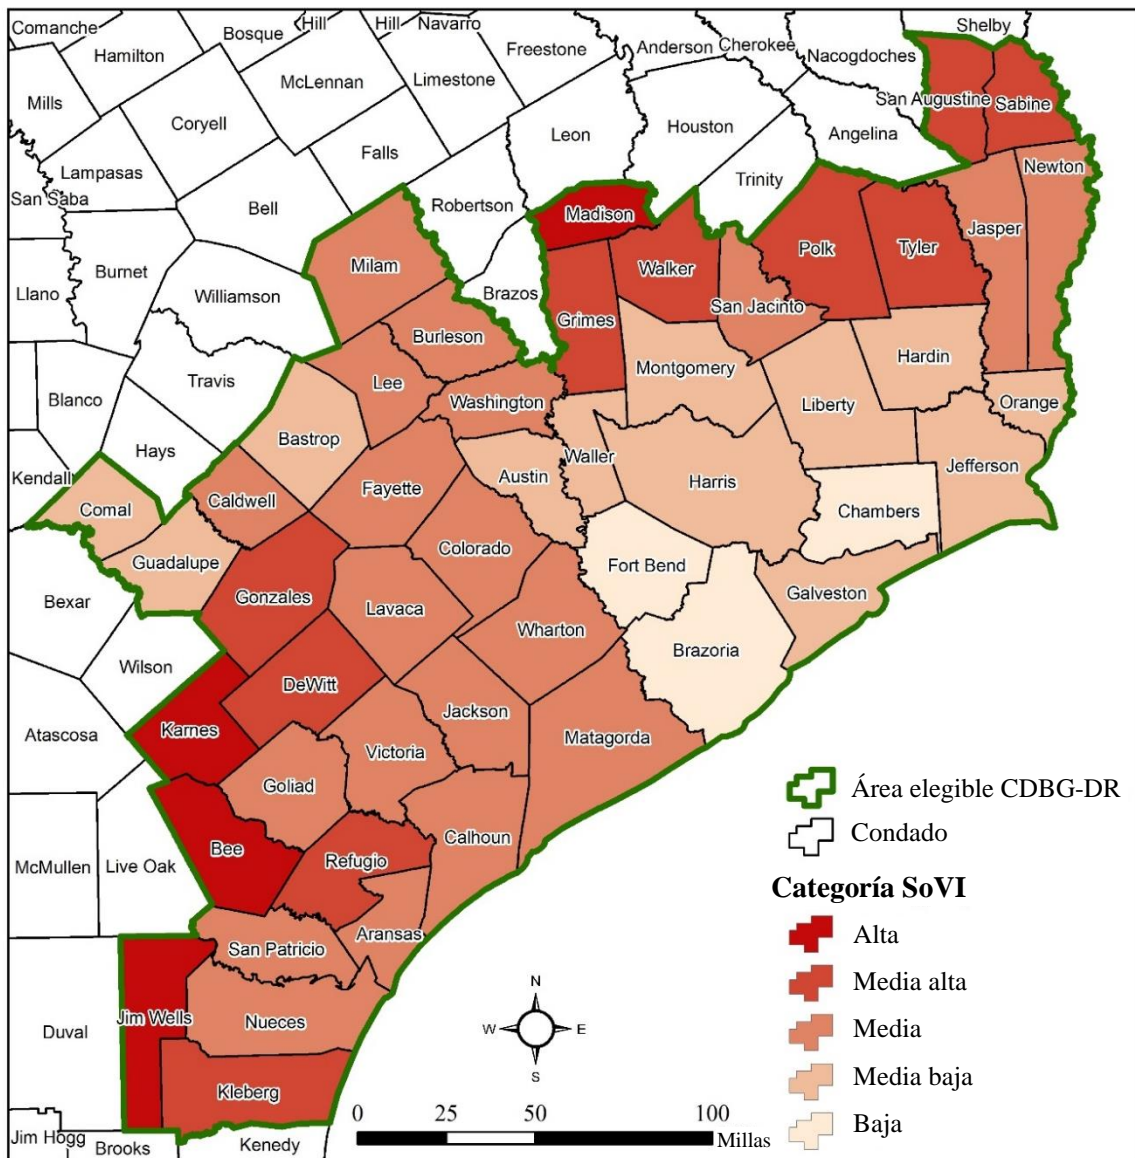 Comanche
Hamilton
Bosque
Hill
Hill
Navarro
Freestone
Anderson
Cherokee
Nacogdoches
Shelby
Mills
Coryell
McLennan
Limestone
Leon
Houston
Angelina
San Augustine
Sabine
Lampasas
Falls
Trinity
Newton
San Saba
Bell
Robertson
Madison
Jasper
Burnet
Milam
Walker
Polk
Tyler
Llano
Williamson
Brazos
San Jacinto
Grimes
Burleson
Hardin
Travis
Lee
Montgomery
Blanco
Washington
Liberty
Orange
Hays
Bastrop
Waller
Kendall
Austin
Jefferson
Comal
Caldwell
Fayette
Harris
Chambers
Guadalupe
Colorado
Fort Bend
Bexar
Gonzales
Lavaca
Galveston
Wharton
Brazoria
Wilson
DeWitt
Atascosa
Karnes
Jackson
Matagorda
Victoria
Goliad
Calhoun
McMullen
Live Oak
Bee
Refugio
Aransas
San Patricio
Duval
Jim Wells
Nueces
Kleberg
Jim Hogg
Brooks
Kenedy
Área elegible CDBG-DR
Condado
Categoría SoVI
Alta
Media alta
Media
Media baja
Baja
N
W
E
S
0 25 50 100
Millas